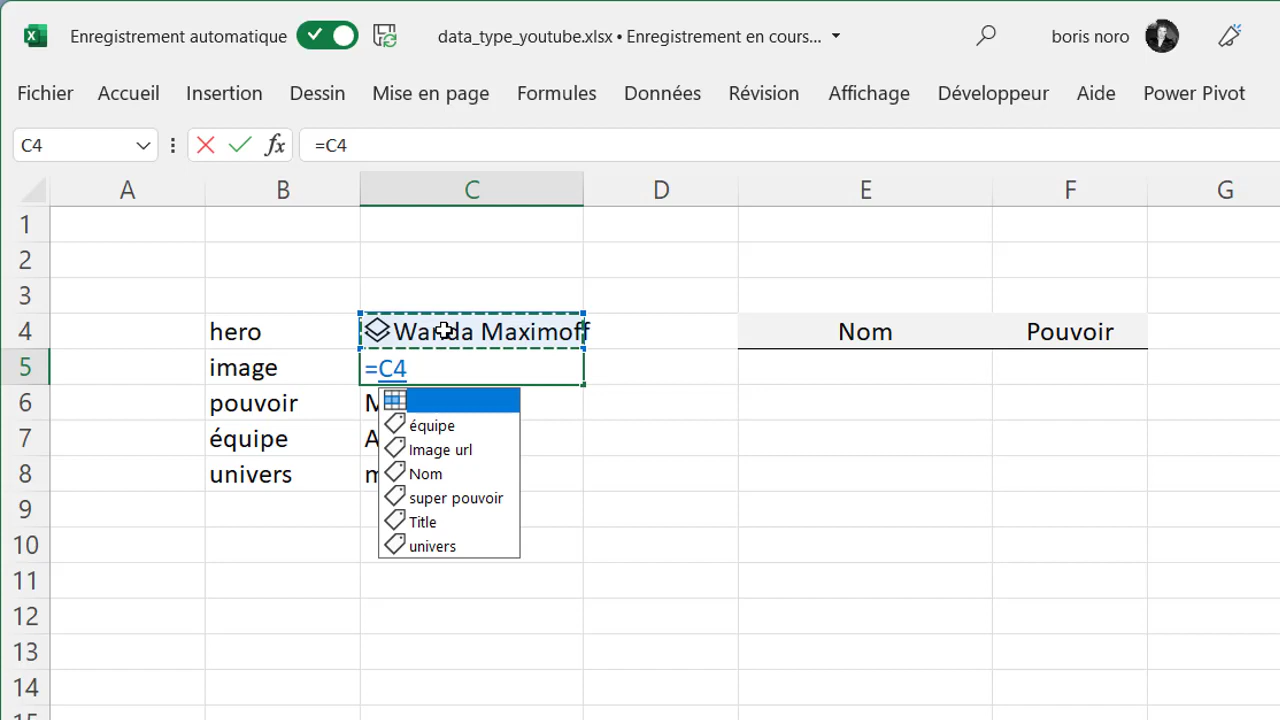 Enregistrement automatique data_type_youtube.xlsx • Enregistrement en cours... boris noro
Fichier Accueil Insertion Dessin Mise en page Formules Données Révision Affichage Développeur Aide Power Pivot
C4 fx =C4
A B C D E F G
1
2
3
4 hero Wanda Maximoff Nom Pouvoir
5 image =C4
6 pouvoir M
7 équipe A
8 univers m
équipe
Image url
Nom
super pouvoir
Title
univers
9
10
11
12
13
14
15